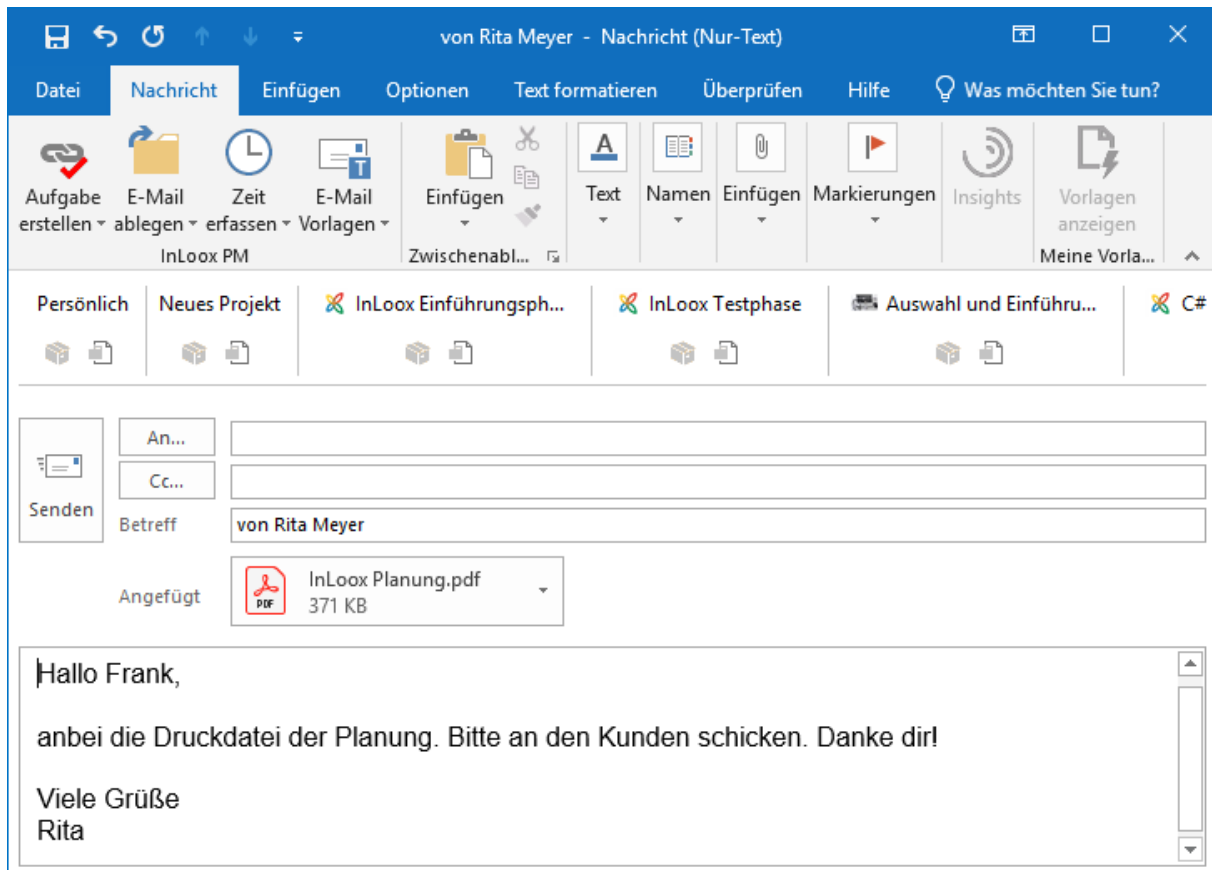 von Rita Meyer - Nachricht (Nur-Text)
Datei Nachricht Einfügen Optionen Text formatieren Überprüfen Hilfe Was möchten Sie tun?
Aufgabe erstellen
E-Mail ablegen
Zeit erfassen
E-Mail Vorlagen
InLoox PM
Einfügen
Zwischenabl...
Text
Namen
Einfügen
Markierungen
Insights
Vorlagen anzeigen
Meine Vorla...
Persönlich Neues Projekt InLoox Einführungsph... InLoox Testphase Auswahl und Einführu... C#
Senden
An...
Cc...
Betreff von Rita Meyer
Angefügt
PDF
InLoox Planung.pdf
371 KB
Hallo Frank,
anbei die Druckdatei der Planung. Bitte an den Kunden schicken. Danke dir!
Viele Grüße
Rita